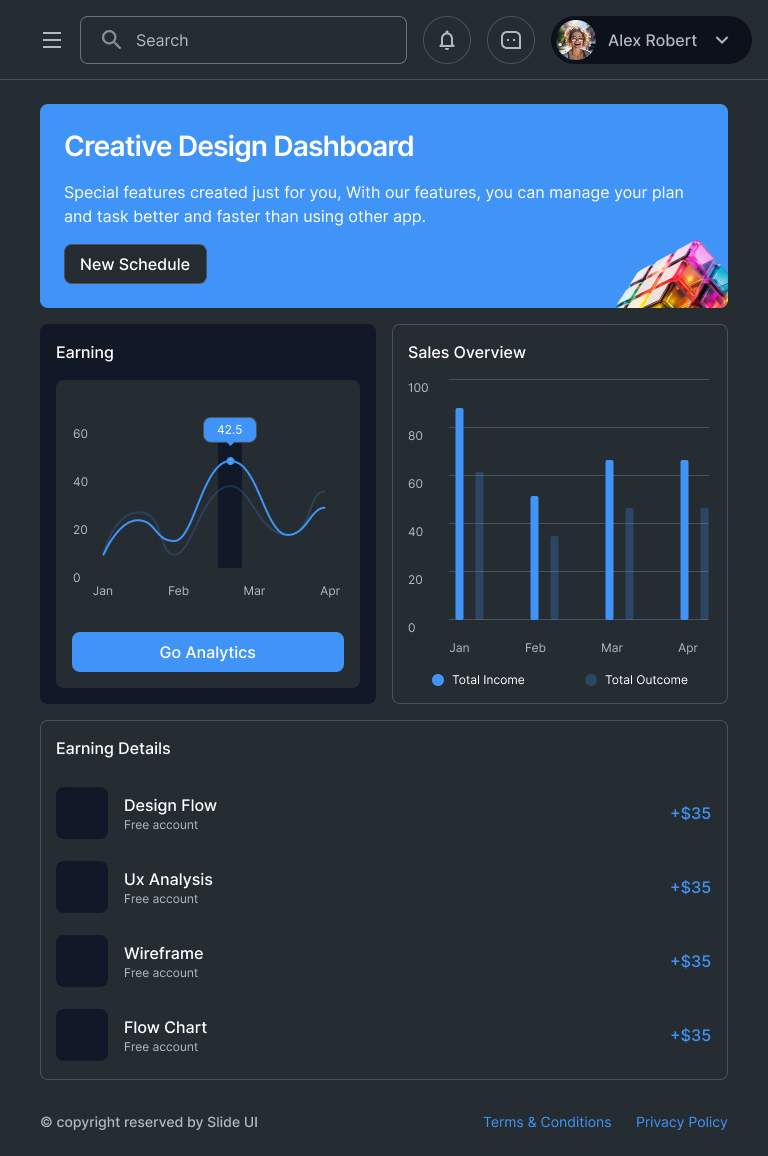 Search
Alex Robert
Creative Design Dashboard
Special features created just for you, With our features, you can manage your plan
and task better and faster than using other app.
New Schedule
Earning
60
42.5
40
20
0
Jan Feb Mar Apr
Go Analytics
Sales Overview
100
80
60
40
20
0
Jan Feb Mar Apr
Total Income Total Outcome
Earning Details
Design Flow
Free account
+$35
Ux Analysis
Free account
+$35
Wireframe
Free account
+$35
Flow Chart
Free account
+$35
© copyright reserved by Slide UI
Terms & Conditions Privacy Policy